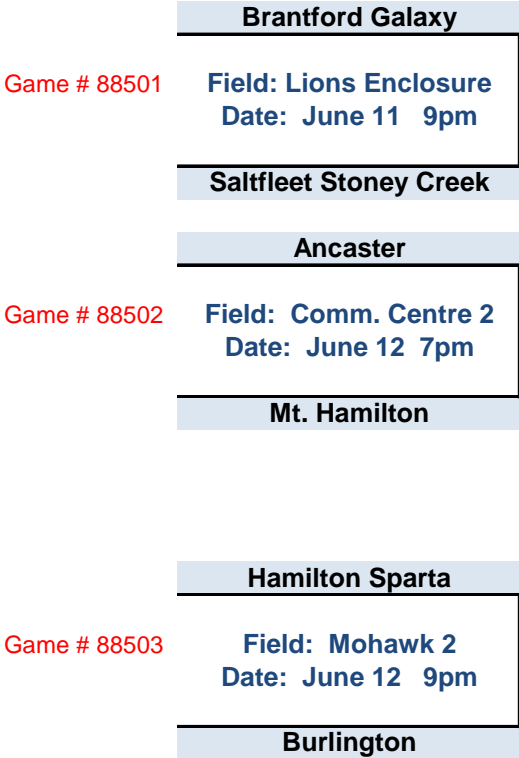 Brantford Galaxy
Game # 88501
Field: Lions Enclosure
Date: June 11 9pm
Saltfleet Stoney Creek
Ancaster
Game # 88502
Field: Comm. Centre 2
Date: June 12 7pm
Mt. Hamilton
Hamilton Sparta
Game # 88503
Field: Mohawk 2
Date: June 12 9pm
Burlington